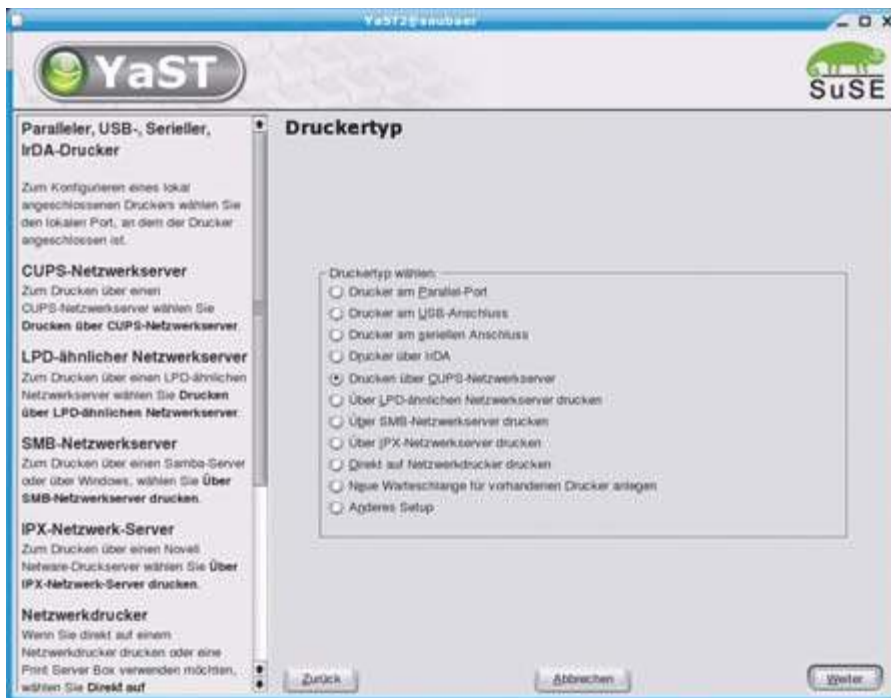 YaST2@saubaer
YaST
SuSE
Paralleler, USB-, Serieller,
IrDA-Drucker
Zum Konfigurieren eines lokal
angeschlossenen Druckers wählen Sie
den lokalen Port, an dem der Drucker
angeschlossen ist.
CUPS-Netzwerkserver
Zum Drucken über einen
CUPS-Netzwerkserver wählen Sie
Drucken über CUPS-Netzwerkserver.
LPD-ähnlicher Netzwerkserver
Zum Drucken über einen LPD-ähnlichen
Netzwerkserver wählen Sie Drucken
über LPD-ähnlichen Netzwerkserver.
SMB-Netzwerkserver
Zum Drucken über einen Samba-Server
oder über Windows, wählen Sie Über
SMB-Netzwerkserver drucken.
IPX-Netzwerk-Server
Zum Drucken über einen Novell
Netware-Druckserver wählen Sie Über
IPX-Netzwerk-Server drucken.
Netzwerkdrucker
Wenn Sie direkt auf einem
Netzwerkdrucker drucken oder eine
Print Server Box verwenden möchten,
wählen Sie Direkt auf
Druckertyp
Druckertyp wählen
Drucker am Parallel-Port
Drucker am USB-Anschluss
Drucker am seriellen Anschluss
Drucker über IrDA
Drucken über CUPS-Netzwerkserver
Über LPD-ähnlichen Netzwerkserver drucken
Über SMB-Netzwerkserver drucken
Über IPX-Netzwerkserver drucken
Direkt auf Netzwerkdrucker drucken
Neue Warteschlange für vorhandenen Drucker anlegen
Anderes Setup
Zurück
Abbrechen
Weiter